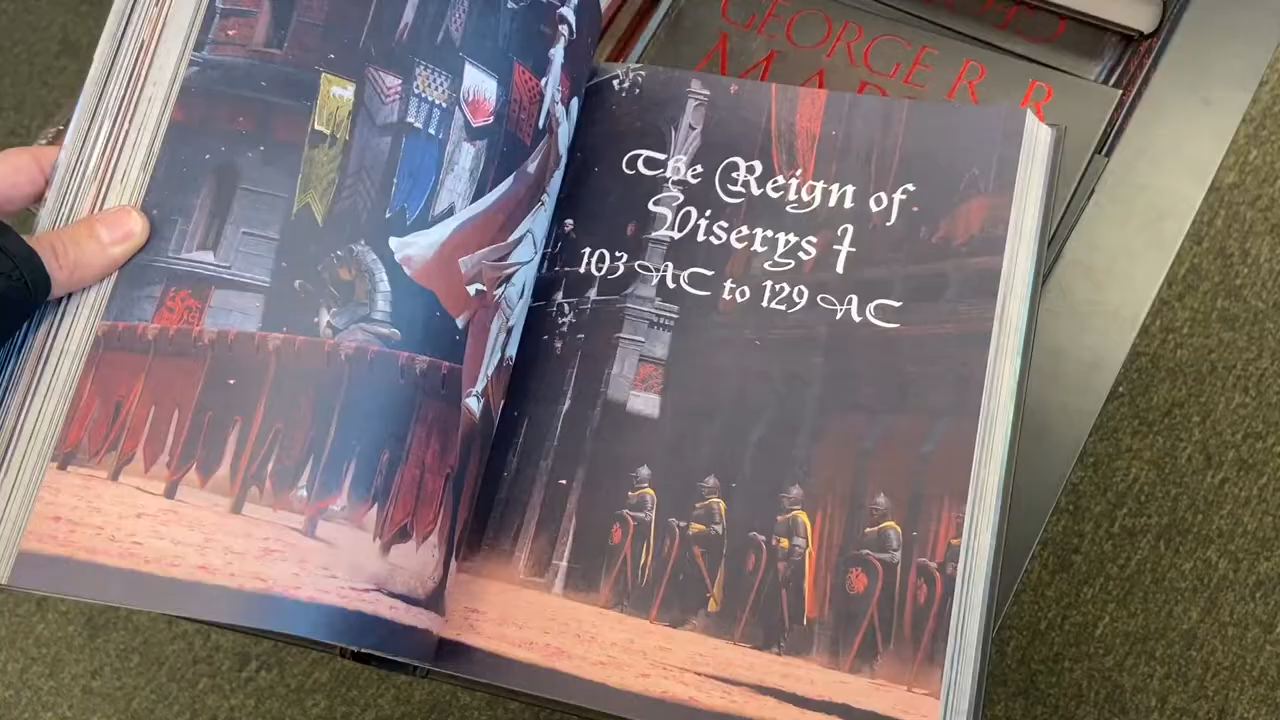 GEORGE R. R.
The Reign of
Viserys I
103 AC to 129 AC